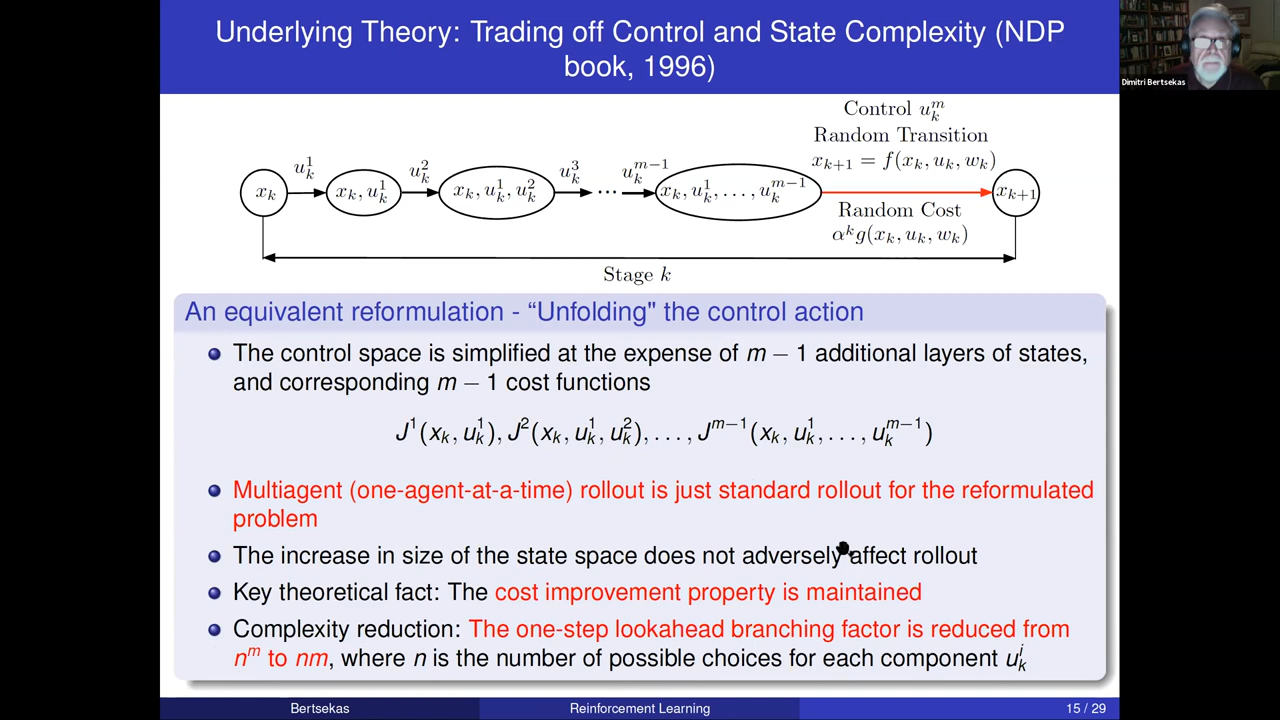 Underlying Theory: Trading off Control and State Complexity (NDP
book, 1996)
Dimitri Bertsekas
Control u_k^m
Random Transition
x_{k+1} = f(x_k, u_k, w_k)
x_k u_k^1 x_k, u_k^1 u_k^2 x_k, u_k^1, u_k^2 u_k^3 ··· u_k^{m−1} x_k, u_k^1, . . . , u_k^{m−1} x_{k+1}
Random Cost
α^k g(x_k, u_k, w_k)
Stage k
An equivalent reformulation - “Unfolding" the control action
The control space is simplified at the expense of m − 1 additional layers of states,
and corresponding m − 1 cost functions
J^1(x_k, u_k^1), J^2(x_k, u_k^1, u_k^2), . . . , J^{m−1}(x_k, u_k^1, . . . , u_k^{m−1})
Multiagent (one-agent-at-a-time) rollout is just standard rollout for the reformulated
problem
The increase in size of the state space does not adversely affect rollout
Key theoretical fact: The cost improvement property is maintained
Complexity reduction: The one-step lookahead branching factor is reduced from
n^m to nm, where n is the number of possible choices for each component u_k^i
Bertsekas Reinforcement Learning 15 / 29